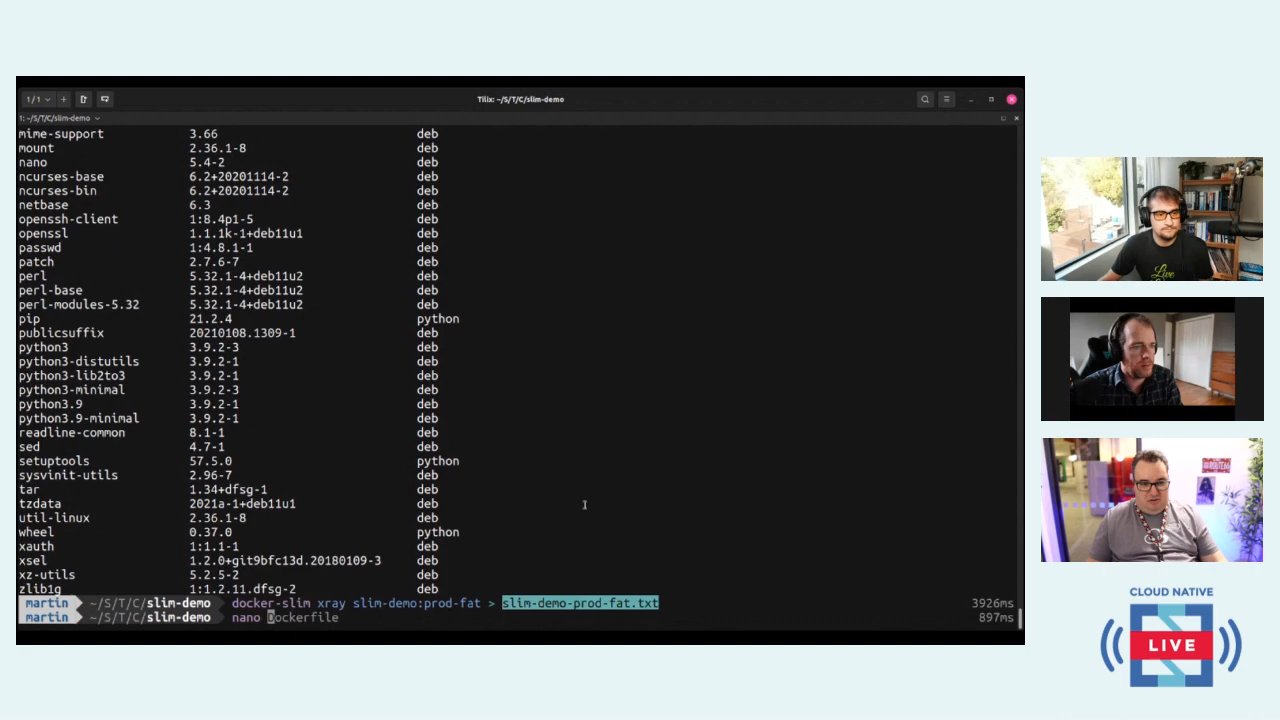 1/1
Tilix: ~/S/T/C/slim-demo
1: ~/S/T/C/slim-demo
mime-support 3.66 deb
mount 2.36.1-8 deb
nano 5.4-2 deb
ncurses-base 6.2+20201114-2 deb
ncurses-bin 6.2+20201114-2 deb
netbase 6.3 deb
openssh-client 1:8.4p1-5 deb
openssl 1.1.1k-1+deb11u1 deb
passwd 1:4.8.1-1 deb
patch 2.7.6-7 deb
perl 5.32.1-4+deb11u2 deb
perl-base 5.32.1-4+deb11u2 deb
perl-modules-5.32 5.32.1-4+deb11u2 deb
pip 21.2.4 python
publicsuffix 20210108.1309-1 deb
python3 3.9.2-3 deb
python3-distutils 3.9.2-1 deb
python3-lib2to3 3.9.2-1 deb
python3-minimal 3.9.2-3 deb
python3.9 3.9.2-1 deb
python3.9-minimal 3.9.2-1 deb
readline-common 8.1-1 deb
sed 4.7-1 deb
setuptools 57.5.0 python
sysvinit-utils 2.96-7 deb
tar 1.34+dfsg-1 deb
tzdata 2021a-1+deb11u1 deb
util-linux 2.36.1-8 deb
wheel 0.37.0 python
xauth 1:1.1-1 deb
xsel 1.2.0+git9bfc13d.20180109-3 deb
xz-utils 5.2.5-2 deb
zlib1g 1:1.2.11.dfsg-2 deb
martin ~/S/T/C/slim-demo docker-slim xray slim-demo:prod-fat > slim-demo-prod-fat.txt 3926ms
martin ~/S/T/C/slim-demo nano Dockerfile 897ms
Live
ROUTE66
CLOUD NATIVE
LIVE